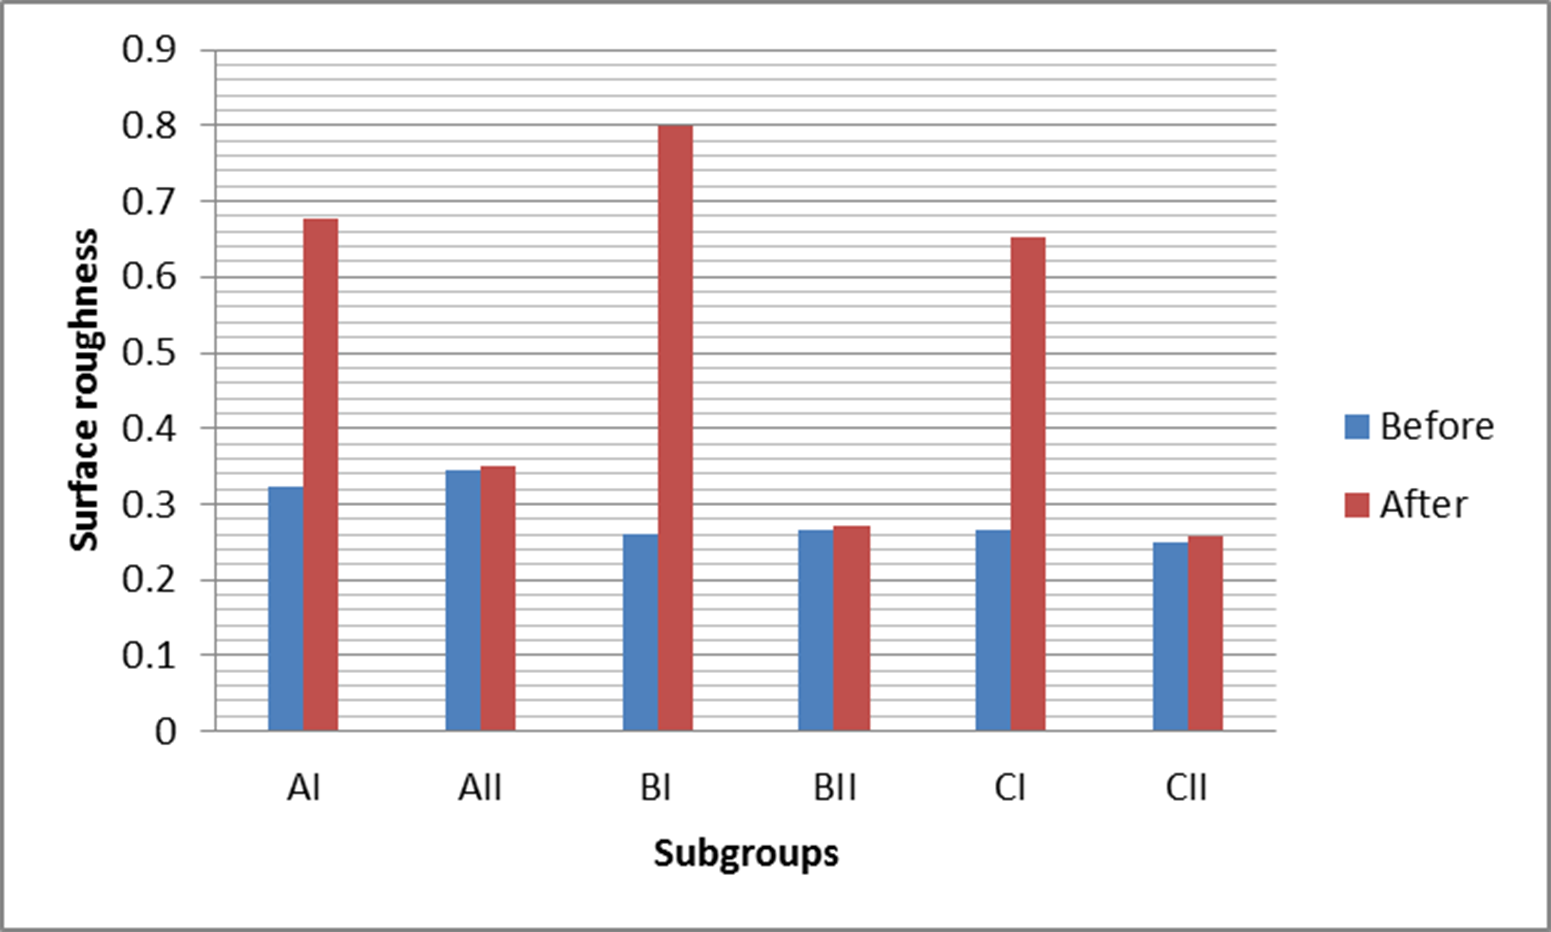 0.9
0.8
0.7
0.6
0.5
0.4
0.3
0.2
0.1
0
Surface roughness
AI
AII
BI
BII
CI
CII
Subgroups
Before
After